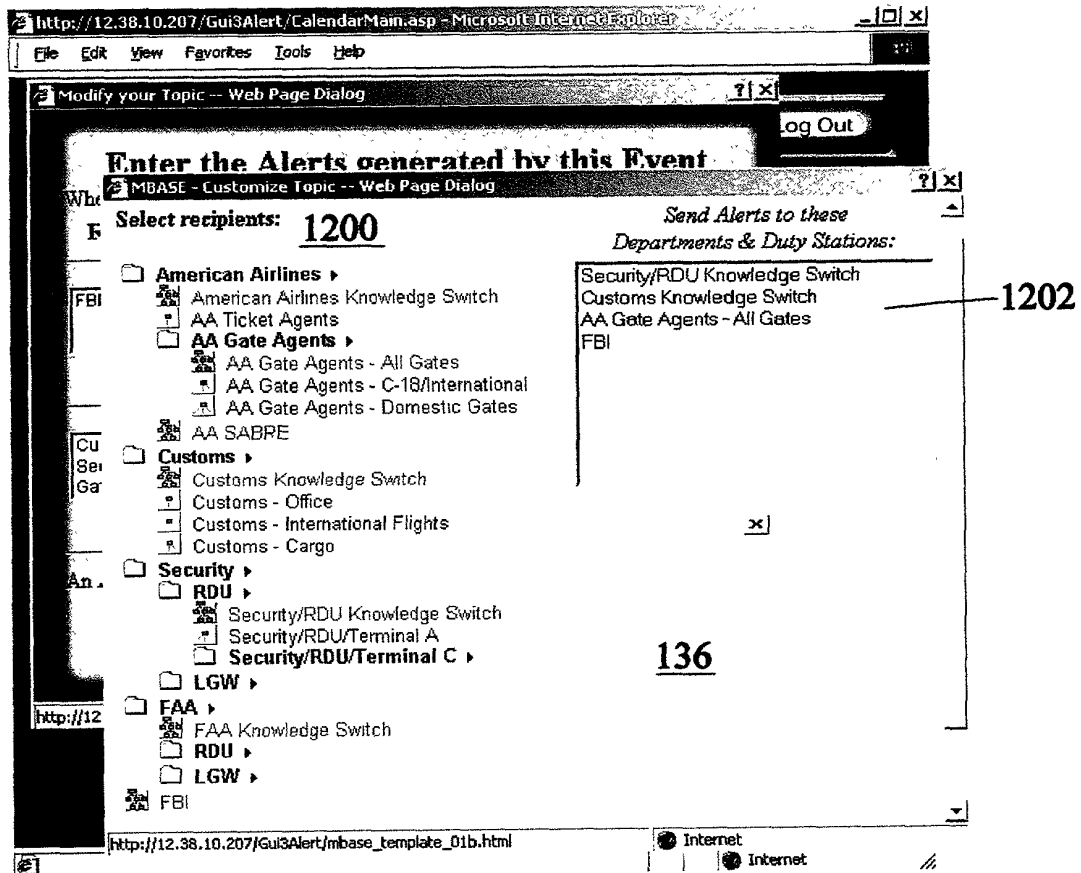 http://12.38.10.207/Gui3Alert/CalendarMain.asp - Microsoft Internet Explorer
File Edit View Favorites Tools Help
Modify your Topic -- Web Page Dialog
Log Out
Enter the Alerts generated by this Event
MBASE - Customize Topic -- Web Page Dialog
Select recipients: 1200
Send Alerts to these
Departments & Duty Stations:
American Airlines
American Airlines Knowledge Switch
AA Ticket Agents
AA Gate Agents
AA Gate Agents - All Gates
AA Gate Agents - C-18/International
AA Gate Agents - Domestic Gates
AA SABRE
Customs
Customs Knowledge Switch
Customs - Office
Customs - International Flights
Customs - Cargo
Security
RDU
Security/RDU Knowledge Switch
Security/RDU/Terminal A
Security/RDU/Terminal C
LGW
FAA
FAA Knowledge Switch
RDU
LGW
FBI
Security/RDU Knowledge Switch
Customs Knowledge Switch
AA Gate Agents - All Gates
FBI
1202
136
FBI
Cu
Ser
Gat
An
http://12
http://12.38.10.207/Gui3Alert/mbase_template_01b.html
Internet
Internet